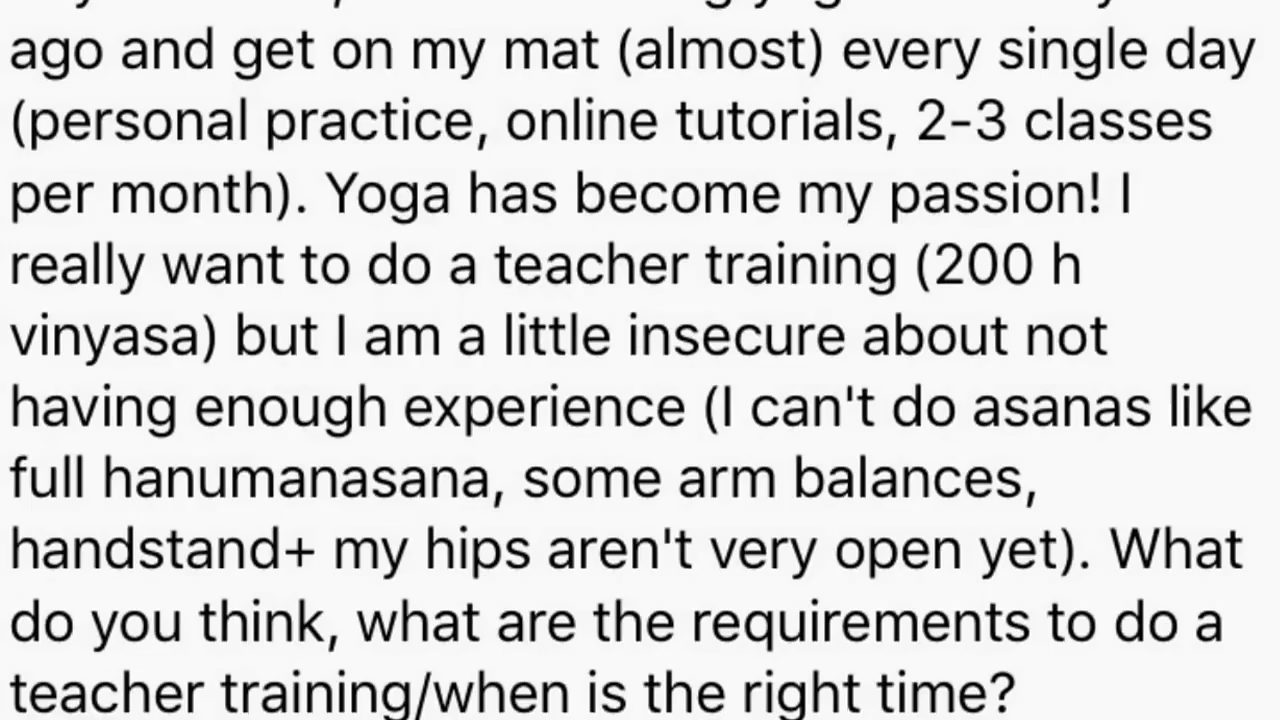 ago and get on my mat (almost) every single day
(personal practice, online tutorials, 2-3 classes
per month). Yoga has become my passion! I
really want to do a teacher training (200 h
vinyasa) but I am a little insecure about not
having enough experience (I can't do asanas like
full hanumanasana, some arm balances,
handstand+ my hips aren't very open yet). What
do you think, what are the requirements to do a
teacher training/when is the right time?